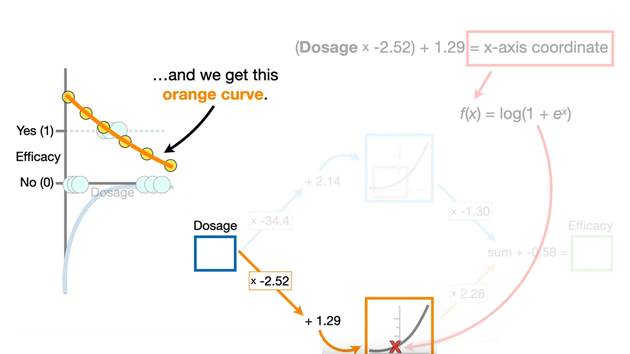 (Dosage x -2.52) + 1.29 = x-axis coordinate
…and we get this
orange curve.
f(x) = log(1 + eˣ)
Yes (1)
Efficacy
No (0)
Dosage
+ 2.14
x -34.4
x -1.30
Dosage
Efficacy
sum + -0.58 =
x -2.52
x 2.28
+ 1.29
X